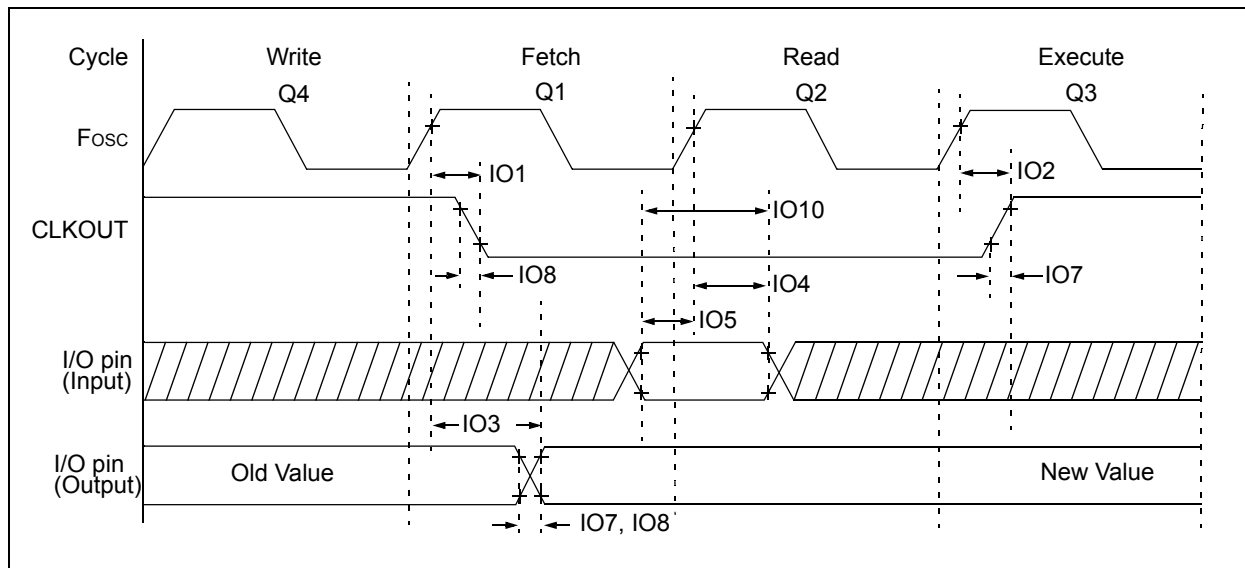 Cycle Write Fetch Read Execute
Q4 Q1 Q2 Q3
FOSC
IO1 IO2
CLKOUT IO10
IO8 IO4 IO7
IO5
I/O pin
(Input)
IO3
I/O pin
(Output)
Old Value New Value
IO7, IO8